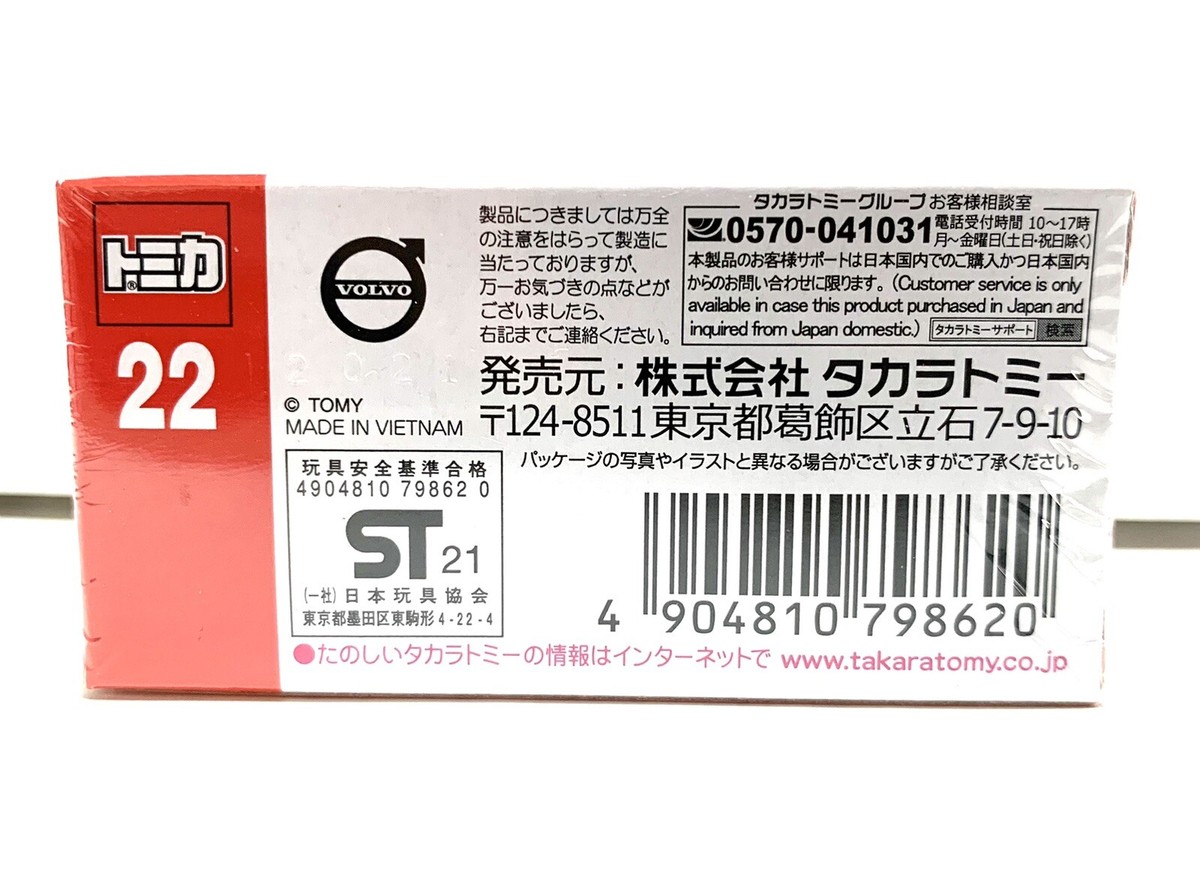 トミカ®
22
VOLVO
© TOMY
MADE IN VIETNAM
製品につきましては万全
の注意をはらって製造に
当たっておりますが、
万一お気づきの点などが
ございましたら、
右記までご連絡ください。
タカラトミーグループ お客様相談室
0570-041031 電話受付時間 10〜17時
月〜金曜日(土日・祝日除く)
本製品のお客様サポートは日本国内でのご購入かつ日本国内
からのお問い合わせに限ります。(Customer service is only
available in case this product purchased in Japan and
inquired from Japan domestic.) タカラトミーサポート 検索
発売元:株式会社 タカラトミー
〒124-8511 東京都葛飾区立石7-9-10
パッケージの写真やイラストと異なる場合がございますがご了承ください。
玩具安全基準合格
4904810 79862 0
ST 21
(一社) 日本玩具協会
東京都墨田区東駒形4-22-4
4 904810 798620
●たのしいタカラトミーの情報はインターネットで www.takaratomy.co.jp